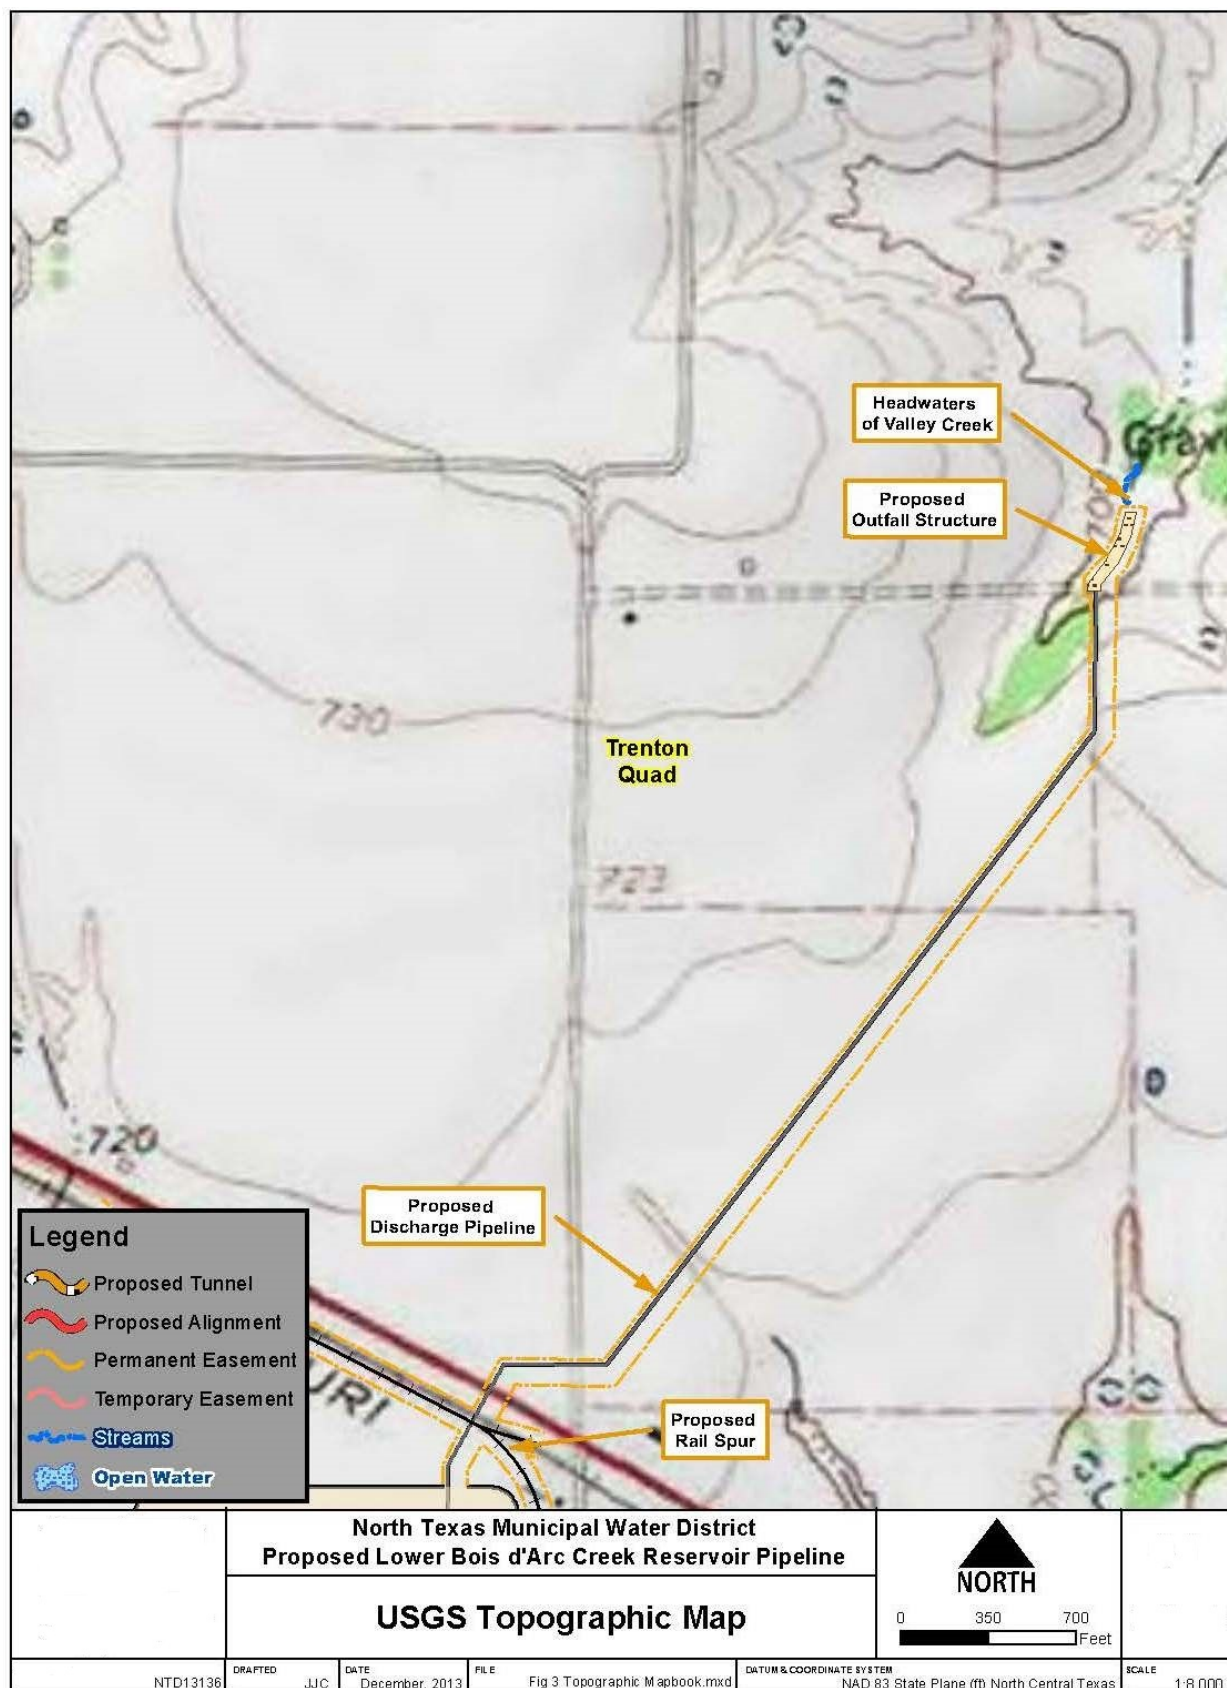 Headwaters
of Valley Creek
Proposed
Outfall Structure
730
Trenton
Quad
723
720
Proposed
Discharge Pipeline
Proposed
Rail Spur
URI
Legend
Proposed Tunnel
Proposed Alignment
Permanent Easement
Temporary Easement
Streams
Open Water
North Texas Municipal Water District
Proposed Lower Bois d'Arc Creek Reservoir Pipeline
USGS Topographic Map
NORTH
0 350 700
Feet
NTD13136
DRAFTED
JJC
DATE
December, 2013
FILE
Fig 3 Topographic Mapbook.mxd
DATUM & COORDINATE SYSTEM
NAD 83 State Plane (ft) North Central Texas
SCALE
1:8,000